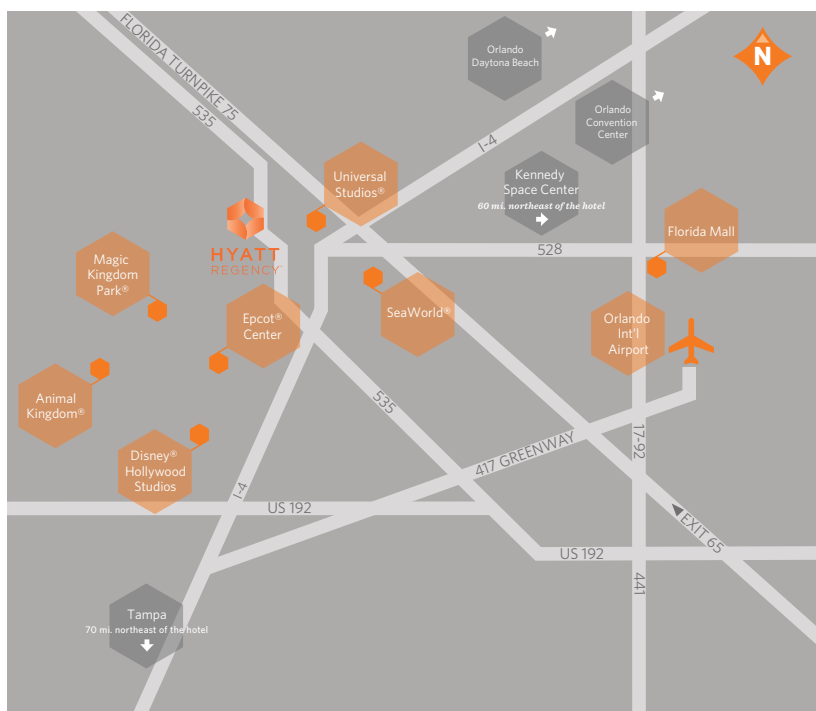 FLORIDA TURNPIKE 75
535
Orlando
Daytona Beach
N
Orlando
Convention
Center
I-4
Universal
Studios®
Kennedy
Space Center
60 mi. northeast of the hotel
HYATT
REGENCY™
Florida Mall
528
Magic
Kingdom
Park®
Epcot®
Center
SeaWorld®
Orlando
Int'l
Airport
Animal
Kingdom®
535
Disney®
Hollywood
Studios
417 GREENWAY
17-92
I-4
US 192
EXIT 65
US 192
441
Tampa
70 mi. northeast of the hotel